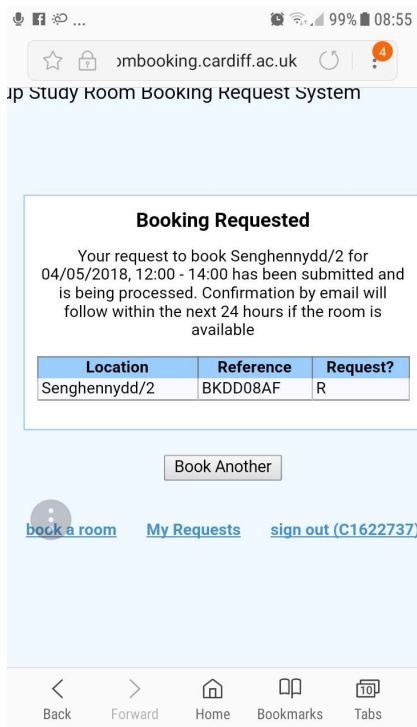 99% 08:55
4
ombooking.cardiff.ac.uk
up Study Room Booking Request System
Booking Requested
Your request to book Senghennydd/2 for
04/05/2018, 12:00 - 14:00 has been submitted and
is being processed. Confirmation by email will
follow within the next 24 hours if the room is
available
Location Reference Request?
Senghennydd/2 BKDD08AF R
Book Another
book a room My Requests sign out (C1622737)
10
Back Forward Home Bookmarks Tabs